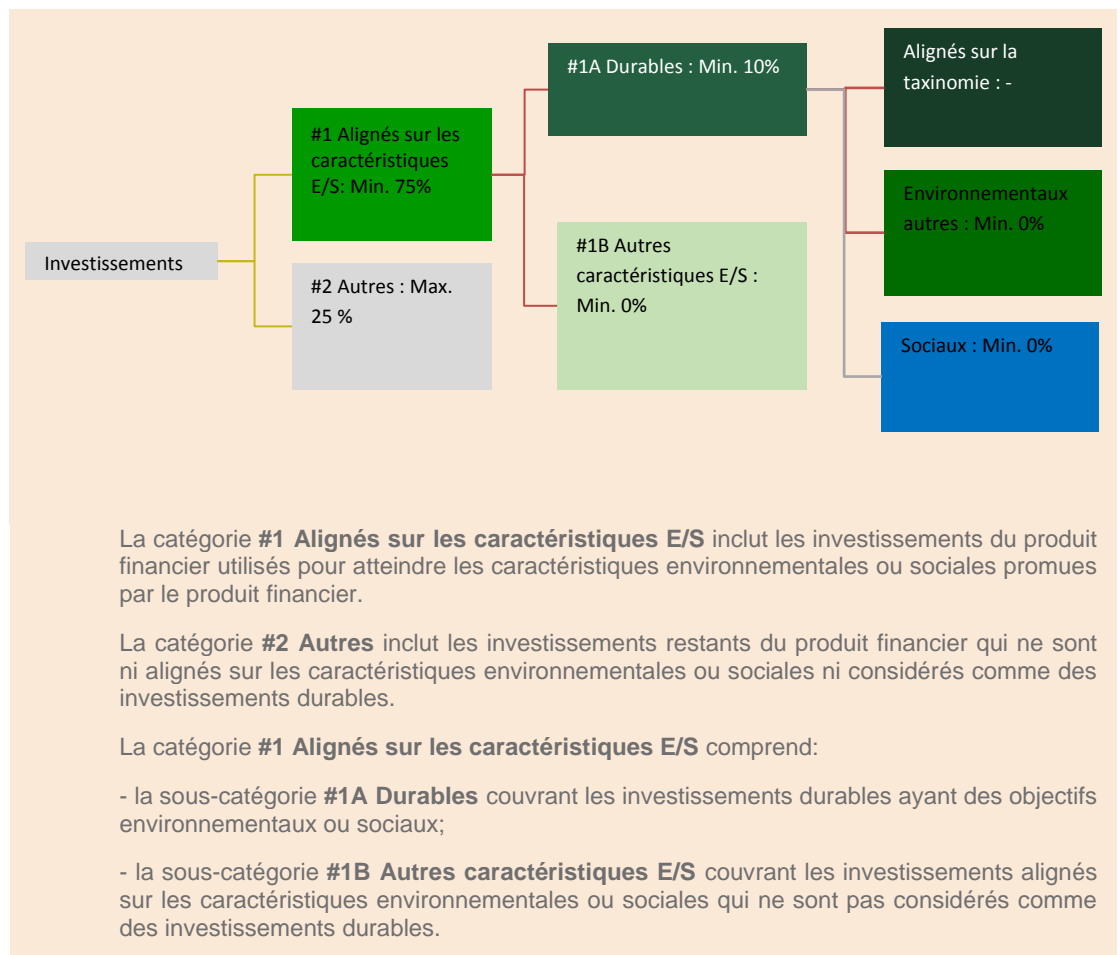 Investissements
#1 Alignés sur les
caractéristiques
E/S: Min. 75%
#2 Autres : Max.
25 %
#1A Durables : Min. 10%
#1B Autres
caractéristiques E/S :
Min. 0%
Alignés sur la
taxinomie : -
Environnementaux
autres : Min. 0%
Sociaux : Min. 0%
La catégorie #1 Alignés sur les caractéristiques E/S inclut les investissements du produit
financier utilisés pour atteindre les caractéristiques environnementales ou sociales promues
par le produit financier.
La catégorie #2 Autres inclut les investissements restants du produit financier qui ne sont
ni alignés sur les caractéristiques environnementales ou sociales ni considérés comme des
investissements durables.
La catégorie #1 Alignés sur les caractéristiques E/S comprend:
- la sous-catégorie #1A Durables couvrant les investissements durables ayant des objectifs
environnementaux ou sociaux;
- la sous-catégorie #1B Autres caractéristiques E/S couvrant les investissements alignés
sur les caractéristiques environnementales ou sociales qui ne sont pas considérés comme
des investissements durables.